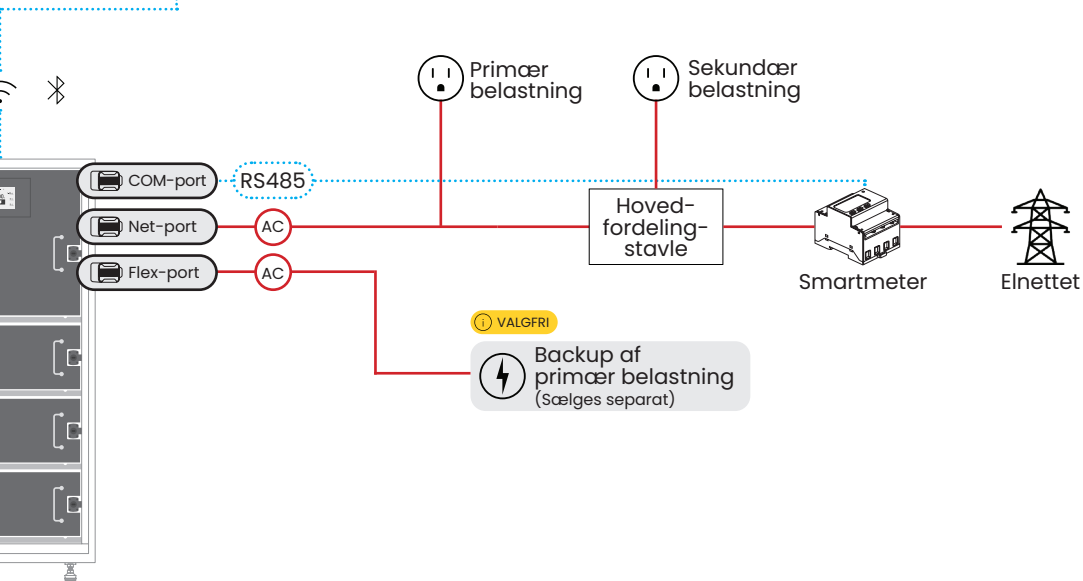 Primær
belastning
Sekundær
belastning
COM-port
RS485
Net-port
AC
Hoved-
fordeling-
stavle
Flex-port
AC
Smartmeter
Elnettet
i VALGFRI
Backup af
primær belastning
(Sælges separat)